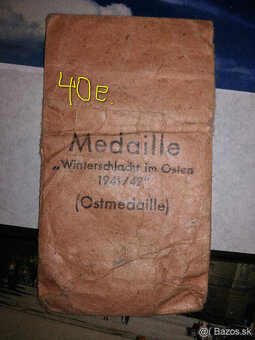 40e
Medaille
„Winterschlacht im Osten
1941/42"
(Ostmedaille)
© Bazos.sk